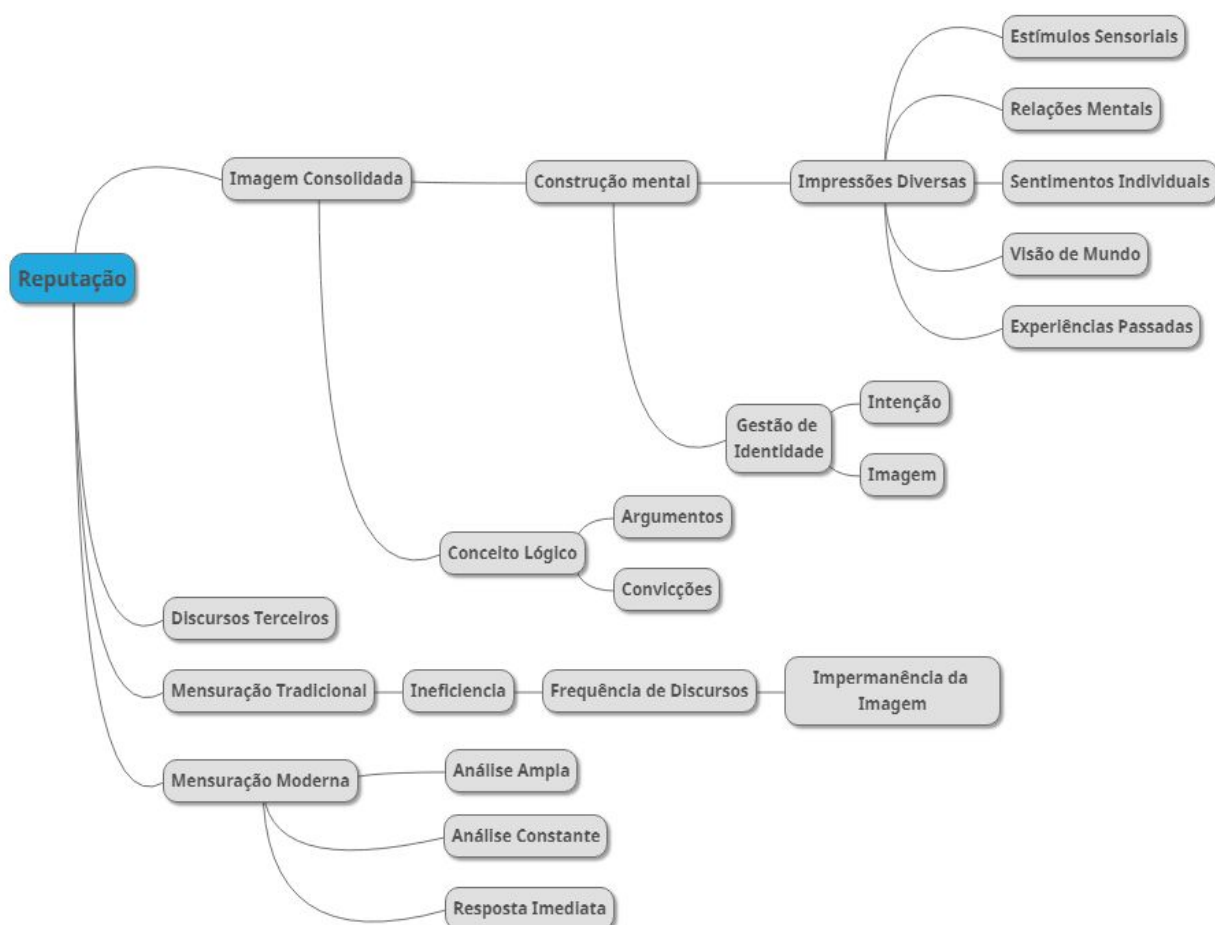 Estímulos Sensoriais
Relações Mentais
Imagem Consolidada
Construção mental
Impressões Diversas
Sentimentos Individuais
Reputação
Visão de Mundo
Experiências Passadas
Intenção
Gestão de
Identidade
Imagem
Argumentos
Conceito Lógico
Convicções
Discursos Terceiros
Mensuração Tradicional
Ineficiencia
Frequência de Discursos
Impermanência da
Imagem
Mensuração Moderna
Análise Ampla
Análise Constante
Resposta Imediata